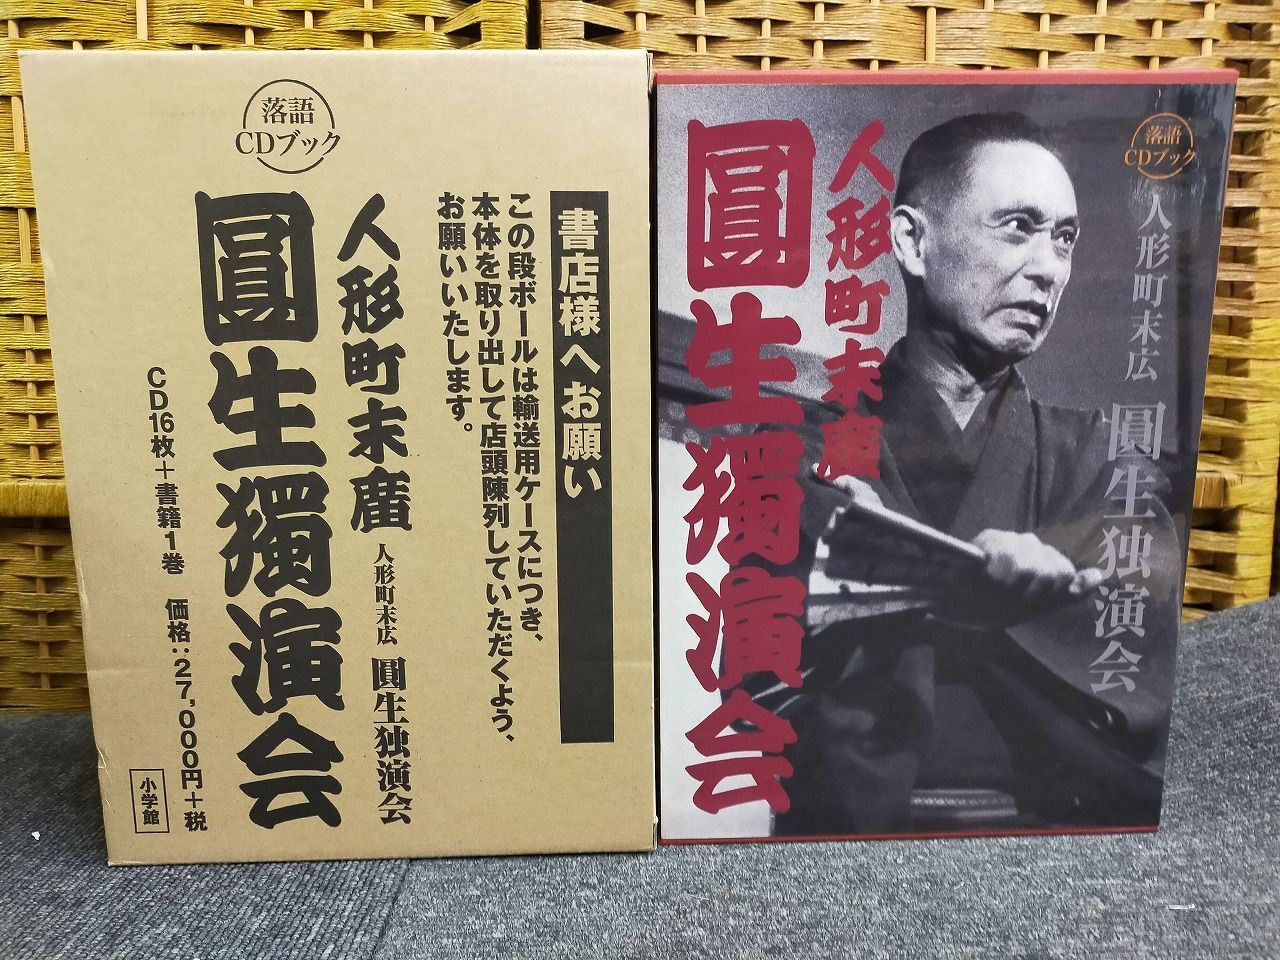 落語
CDブック
書店様へお願い
この段ボールは輸送用ケースにつき、
本体を取り出して店頭陳列していただくよう、
お願いいたします。
人形町末廣
人形町末広 圓生独演会
圓生獨演会
CD16枚+書籍1巻 価格:27,000円+税
小学館
落語
CDブック
人形町末広 圓生独演会
人形町末廣
圓生獨演会